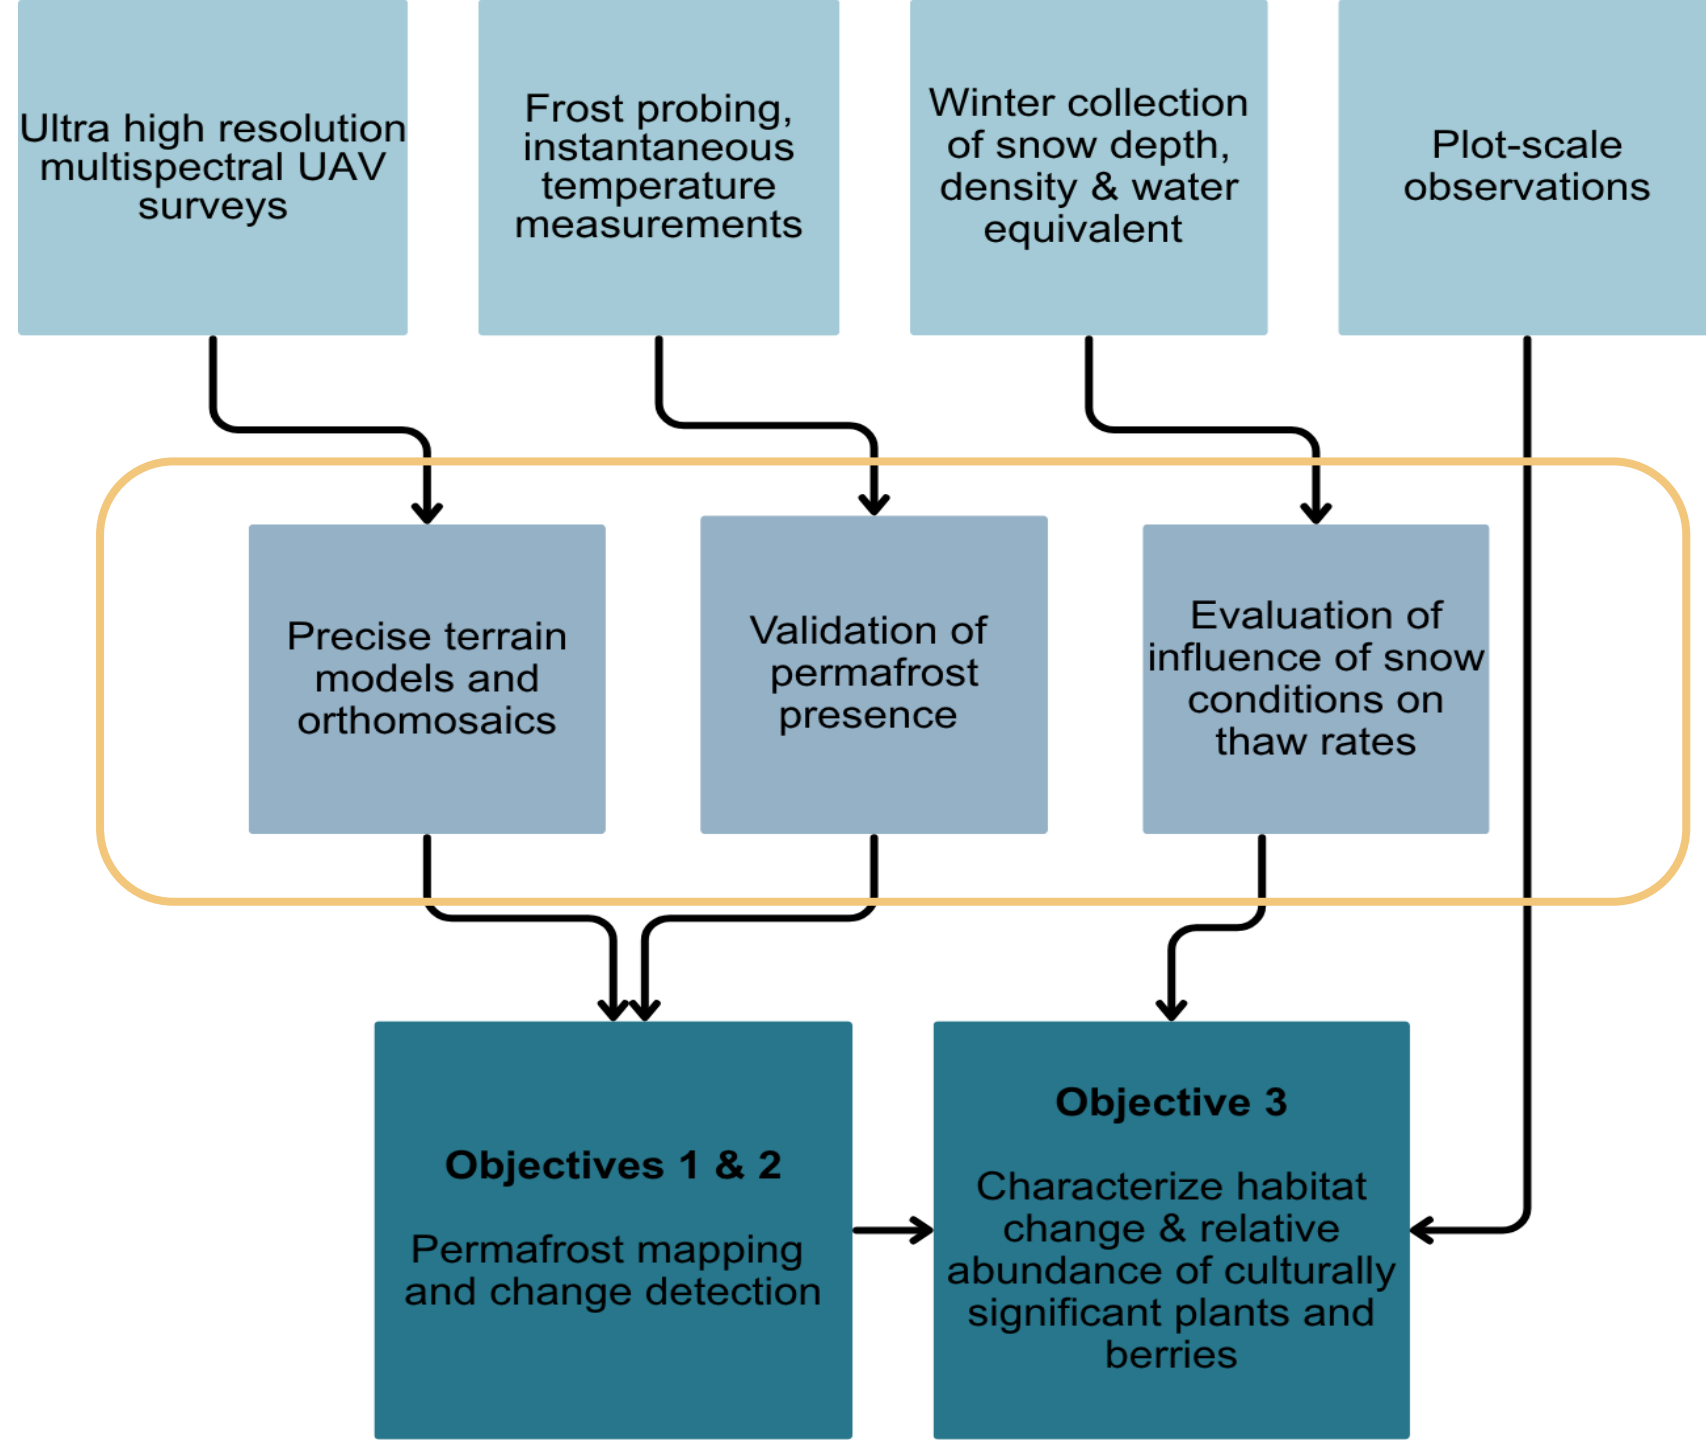 Ultra high resolution
multispectral UAV
surveys
Frost probing,
instantaneous
temperature
measurements
Winter collection
of snow depth,
density & water
equivalent
Plot-scale
observations
Precise terrain
models and
orthomosaics
Validation of
permafrost
presence
Evaluation of
influence of snow
conditions on
thaw rates
Objectives 1 & 2
Permafrost mapping
and change detection
Objective 3
Characterize habitat
change & relative
abundance of culturally
significant plants and
berries